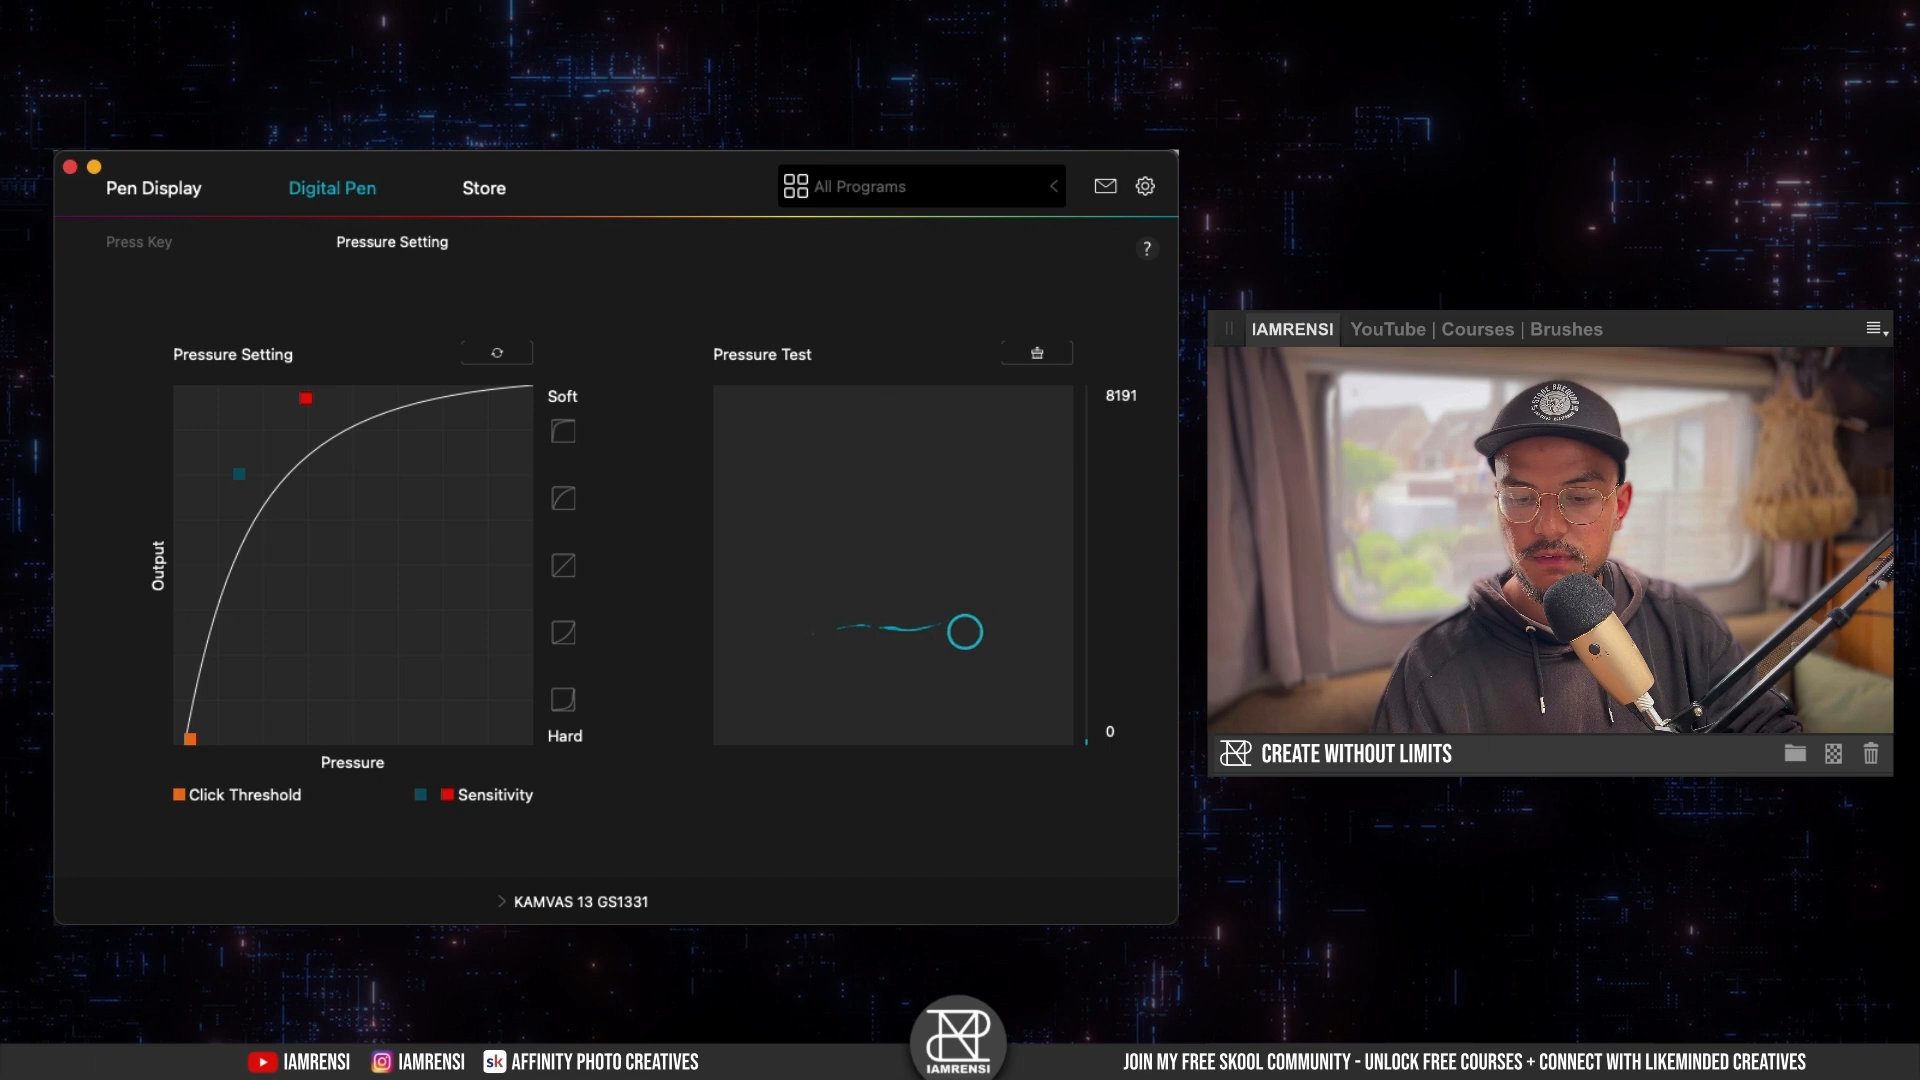 Pen Display
Digital Pen
Store
All Programs
Press Key
Pressure Setting
?
Pressure Setting
Pressure Test
Soft
8191
Output
Hard
0
Pressure
Click Threshold
Sensitivity
KAMVAS 13 GS1331
IAMRENSI
YouTube | Courses | Brushes
CREATE WITHOUT LIMITS
IAMRENSI
IAMRENSI
sk AFFINITY PHOTO CREATIVES
IAMRENSI
JOIN MY FREE SKOOL COMMUNITY - UNLOCK FREE COURSES + CONNECT WITH LIKEMINDED CREATIVES